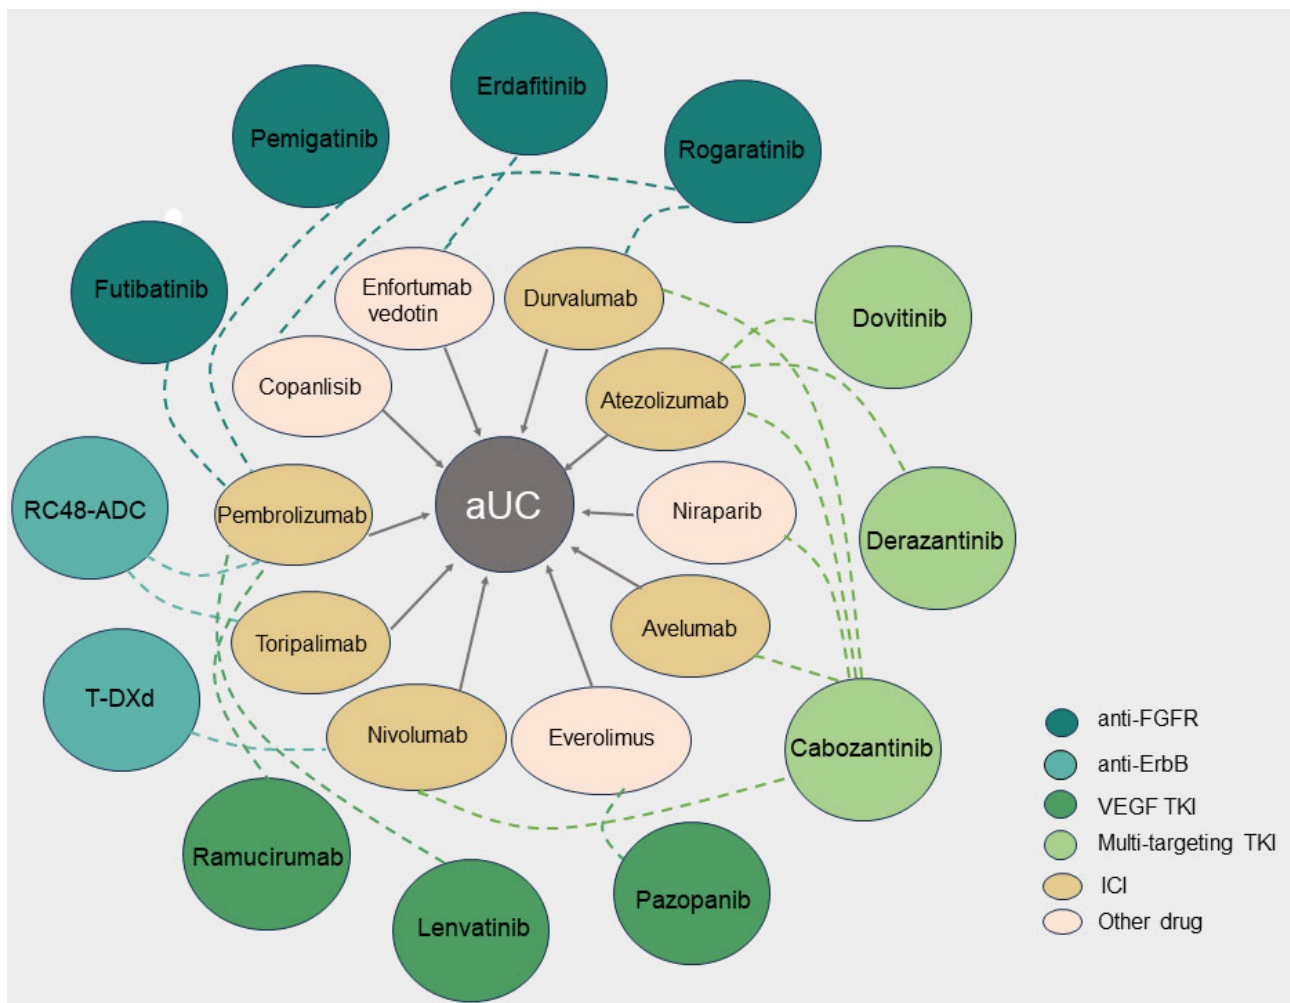 Erdafitinib
Pemigatinib
Rogaratinib
Futibatinib
Enfortumab
vedotin
Durvalumab
Dovitinib
Copanlisib
Atezolizumab
RC48-ADC
Pembrolizumab
aUC
Niraparib
Derazantinib
Toripalimab
Avelumab
T-DXd
Nivolumab
Everolimus
Cabozantinib
Ramucirumab
Lenvatinib
Pazopanib
anti-FGFR
anti-ErbB
VEGF TKI
Multi-targeting TKI
ICI
Other drug